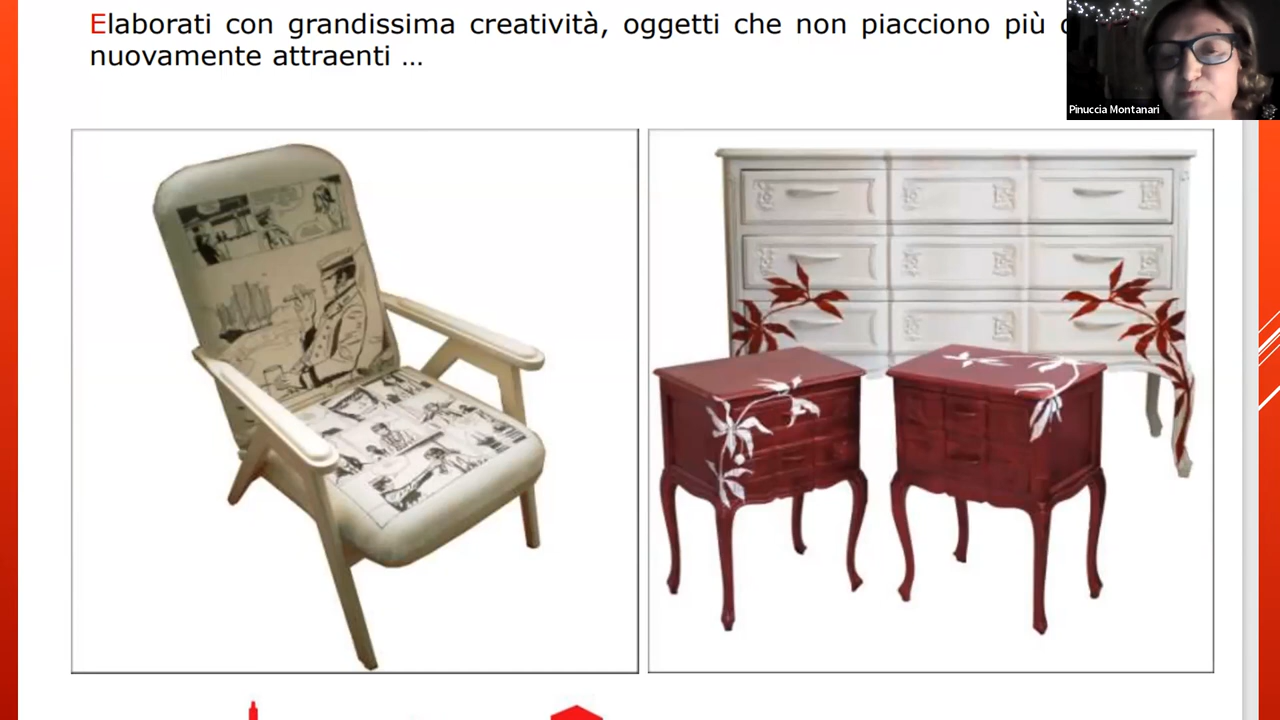 Elaborati con grandissima creatività, oggetti che non piacciono più
nuovamente attraenti ...
Pinuccia Montanari